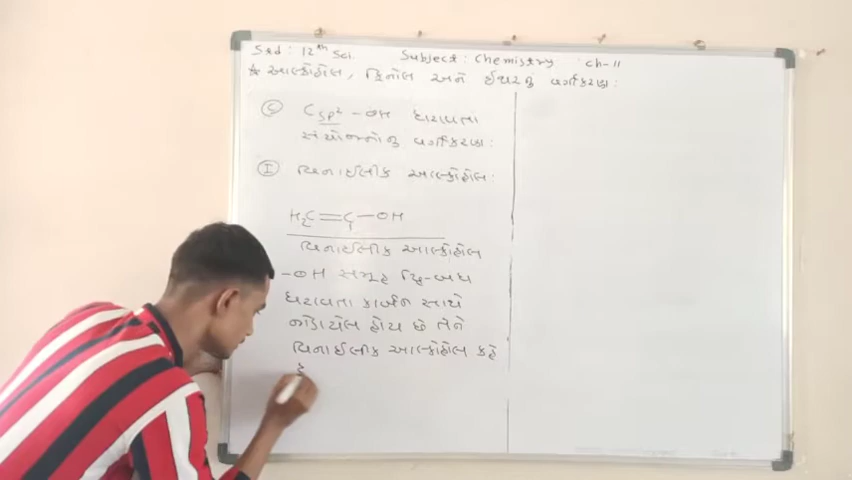 Std : 12th Sci. Subject : Chemistry ch-11
* આલ્કોહોલ, ફિનોલ અને ઈથરનુ વર્ગીકરણ :
(C) Csp² - OH ધરાવતા
સંયોજનોનુ વર્ગીકરણ :
(I) વિનાઈલીક આલ્કોહોલ :
H₂C=C-OH
વિનાઈલીક આલ્કોહોલ
-OH સમૂહ દ્વિ-બંધ
ધરાવતા કાર્બન સાથે
જોડાયેલ હોય છે તેને
વિનાઈલીક આલ્કોહોલ કહે